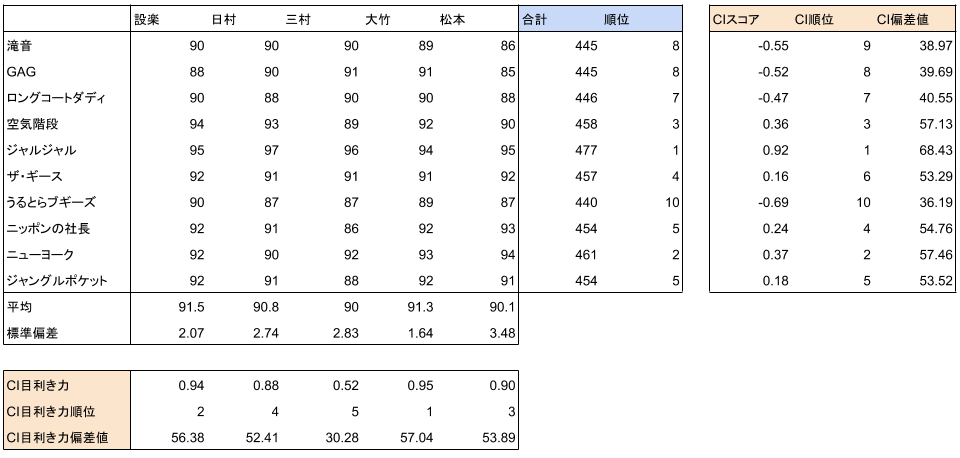 設楽 日村 三村 大竹 松本 合計 順位 CIスコア CI順位 CI偏差値
滝音 90 90 90 89 86 445 8 -0.55 9 38.97
GAG 88 90 91 91 85 445 8 -0.52 8 39.69
ロングコートダディ 90 88 90 90 88 446 7 -0.47 7 40.55
空気階段 94 93 89 92 90 458 3 0.36 3 57.13
ジャルジャル 95 97 96 94 95 477 1 0.92 1 68.43
ザ・ギース 92 91 91 91 92 457 4 0.16 6 53.29
うるとらブギーズ 90 87 87 89 87 440 10 -0.69 10 36.19
ニッポンの社長 92 91 86 92 93 454 5 0.24 4 54.76
ニューヨーク 92 90 92 93 94 461 2 0.37 2 57.46
ジャングルポケット 92 91 88 92 91 454 5 0.18 5 53.52
平均 91.5 90.8 90 91.3 90.1
標準偏差 2.07 2.74 2.83 1.64 3.48
CI目利き力 0.94 0.88 0.52 0.95 0.90
CI目利き力順位 2 4 5 1 3
CI目利き力偏差値 56.38 52.41 30.28 57.04 53.89